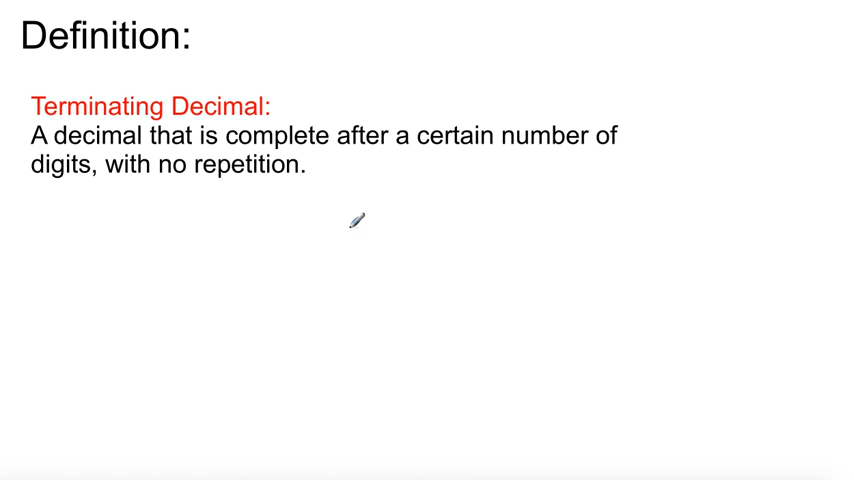 Definition:
Terminating Decimal:
A decimal that is complete after a certain number of
digits, with no repetition.